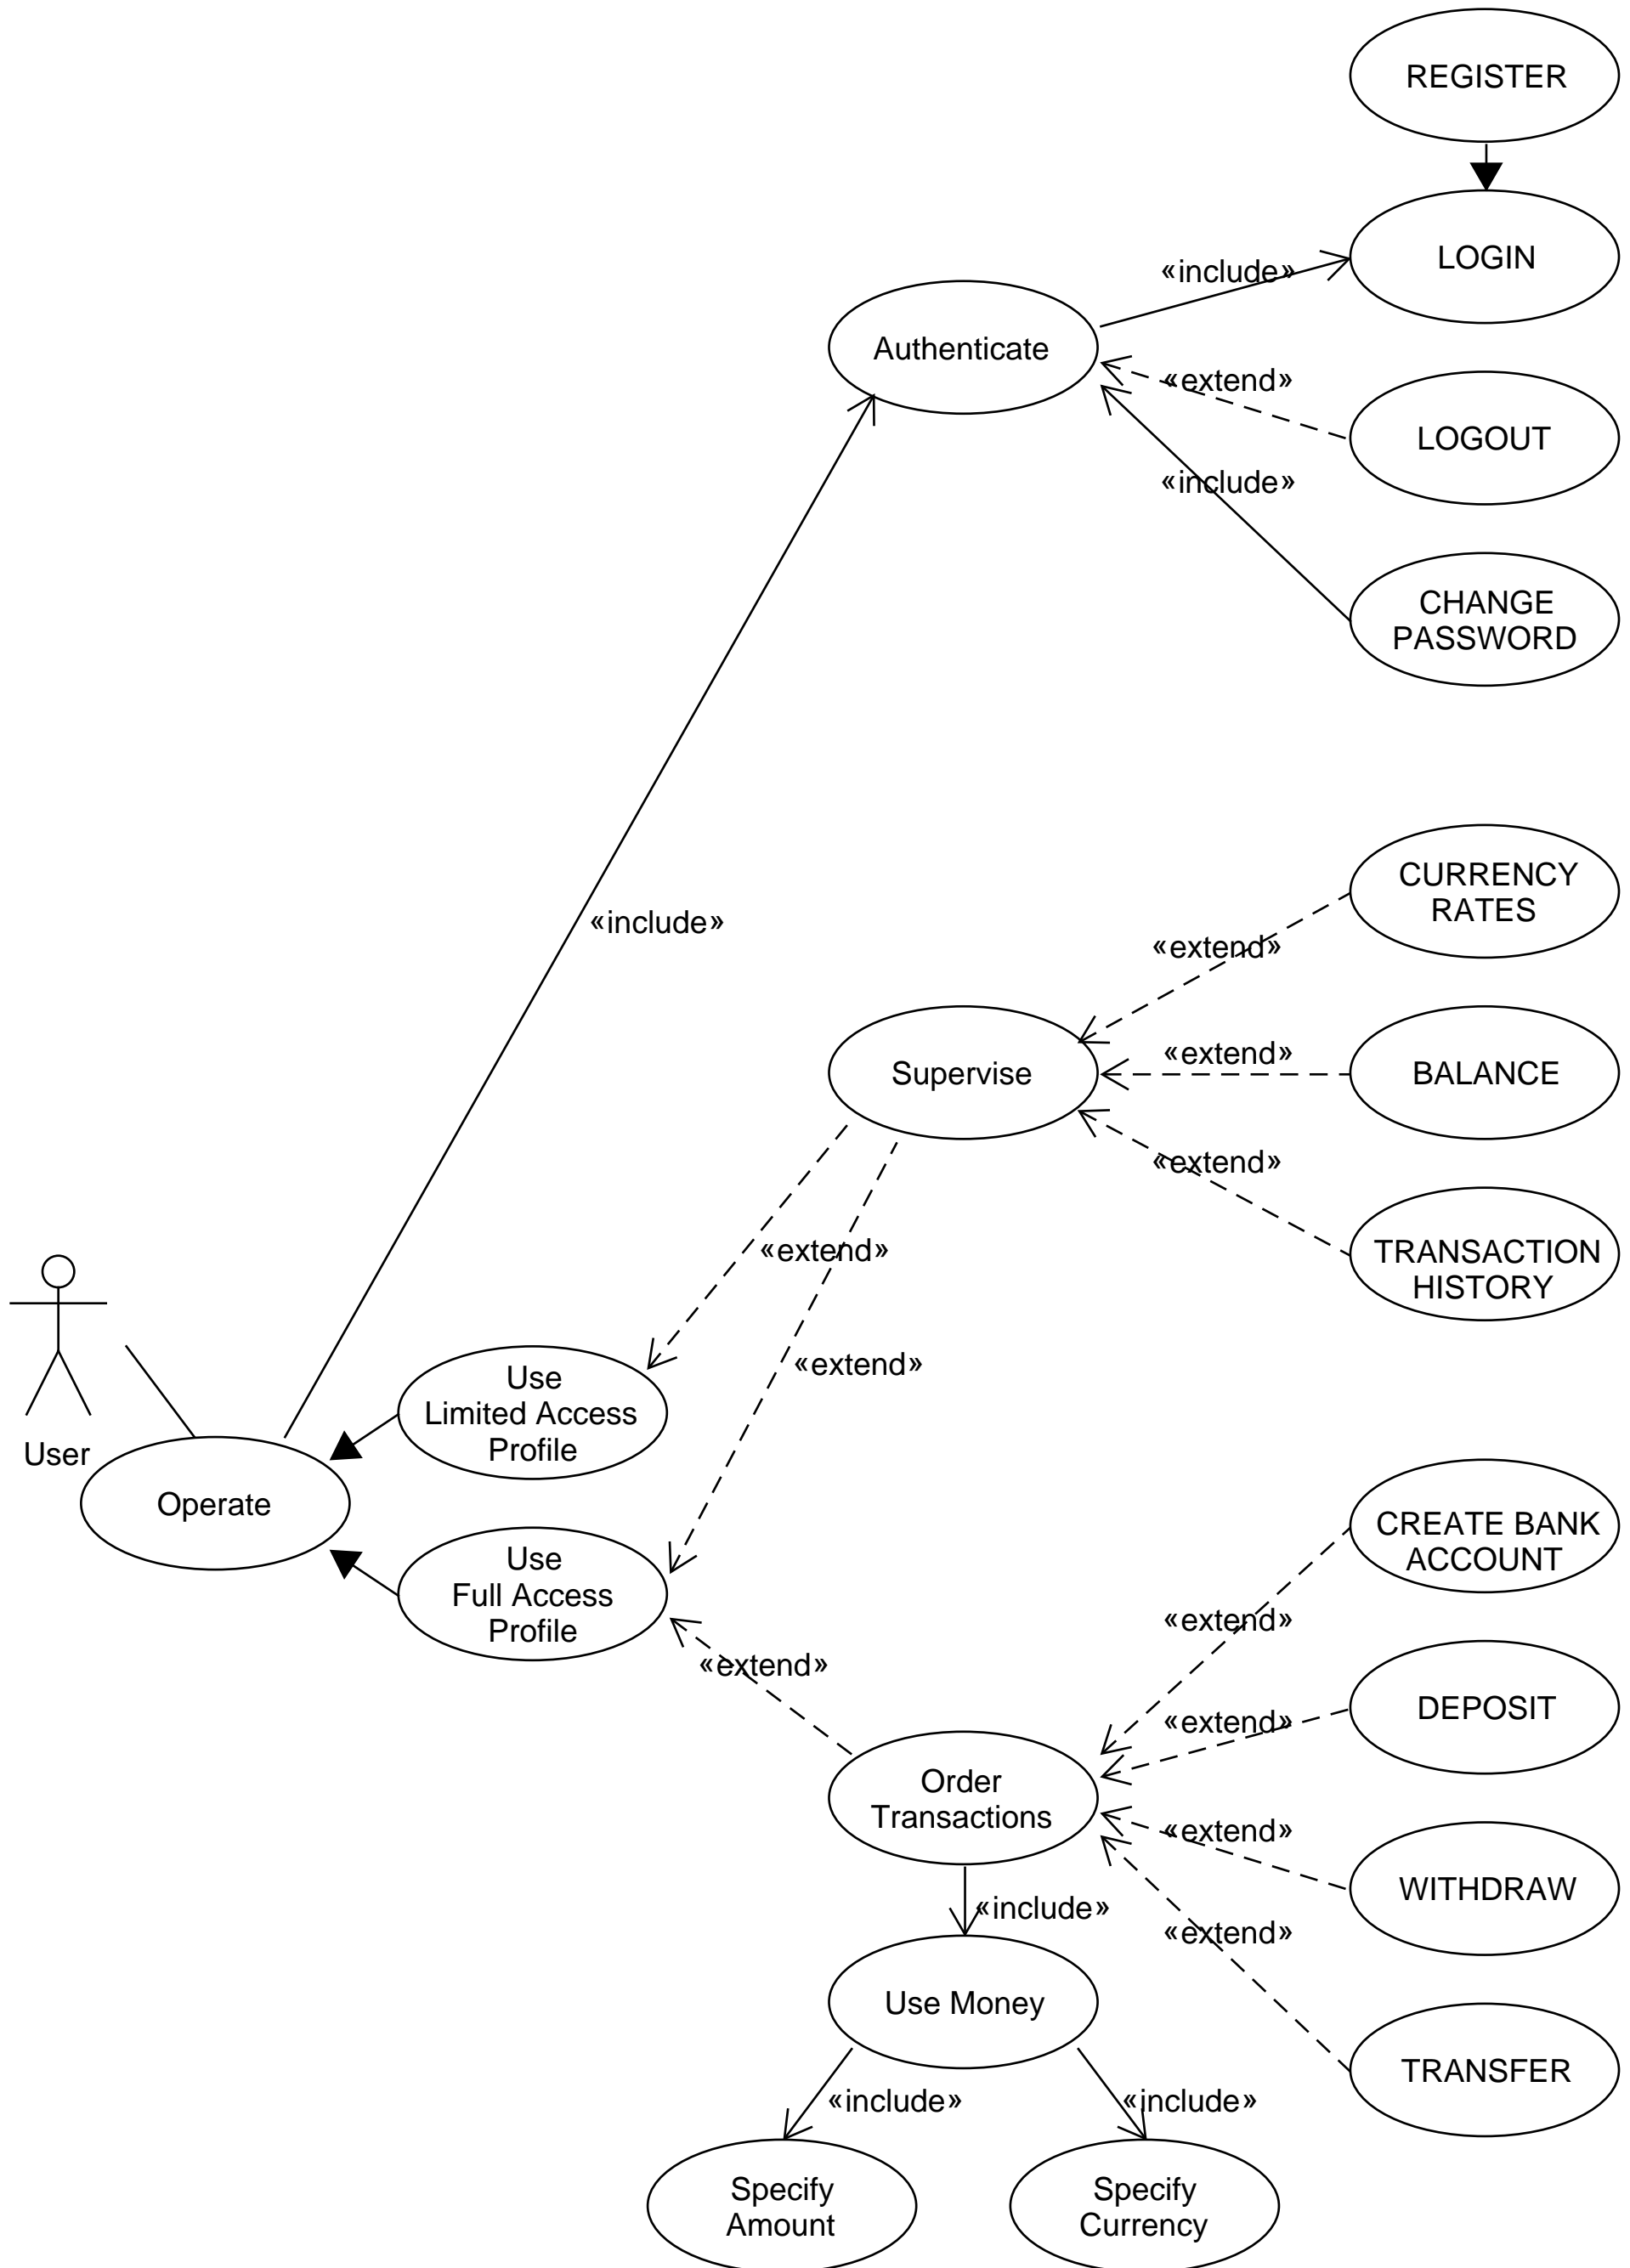 REGISTER
LOGIN
«include»
Authenticate
«extend»
LOGOUT
«include»
CHANGE
PASSWORD
CURRENCY
RATES
«include»
«extend»
«extend»
Supervise
BALANCE
«extend»
TRANSACTION
HISTORY
«extend»
«extend»
Use
Limited Access
Profile
User
Operate
Use
Full Access
Profile
CREATE BANK
ACCOUNT
«extend»
«extend»
DEPOSIT
«extend»
Order
Transactions
«extend»
WITHDRAW
«include»
«extend»
Use Money
TRANSFER
«include»
«include»
Specify
Amount
Specify
Currency